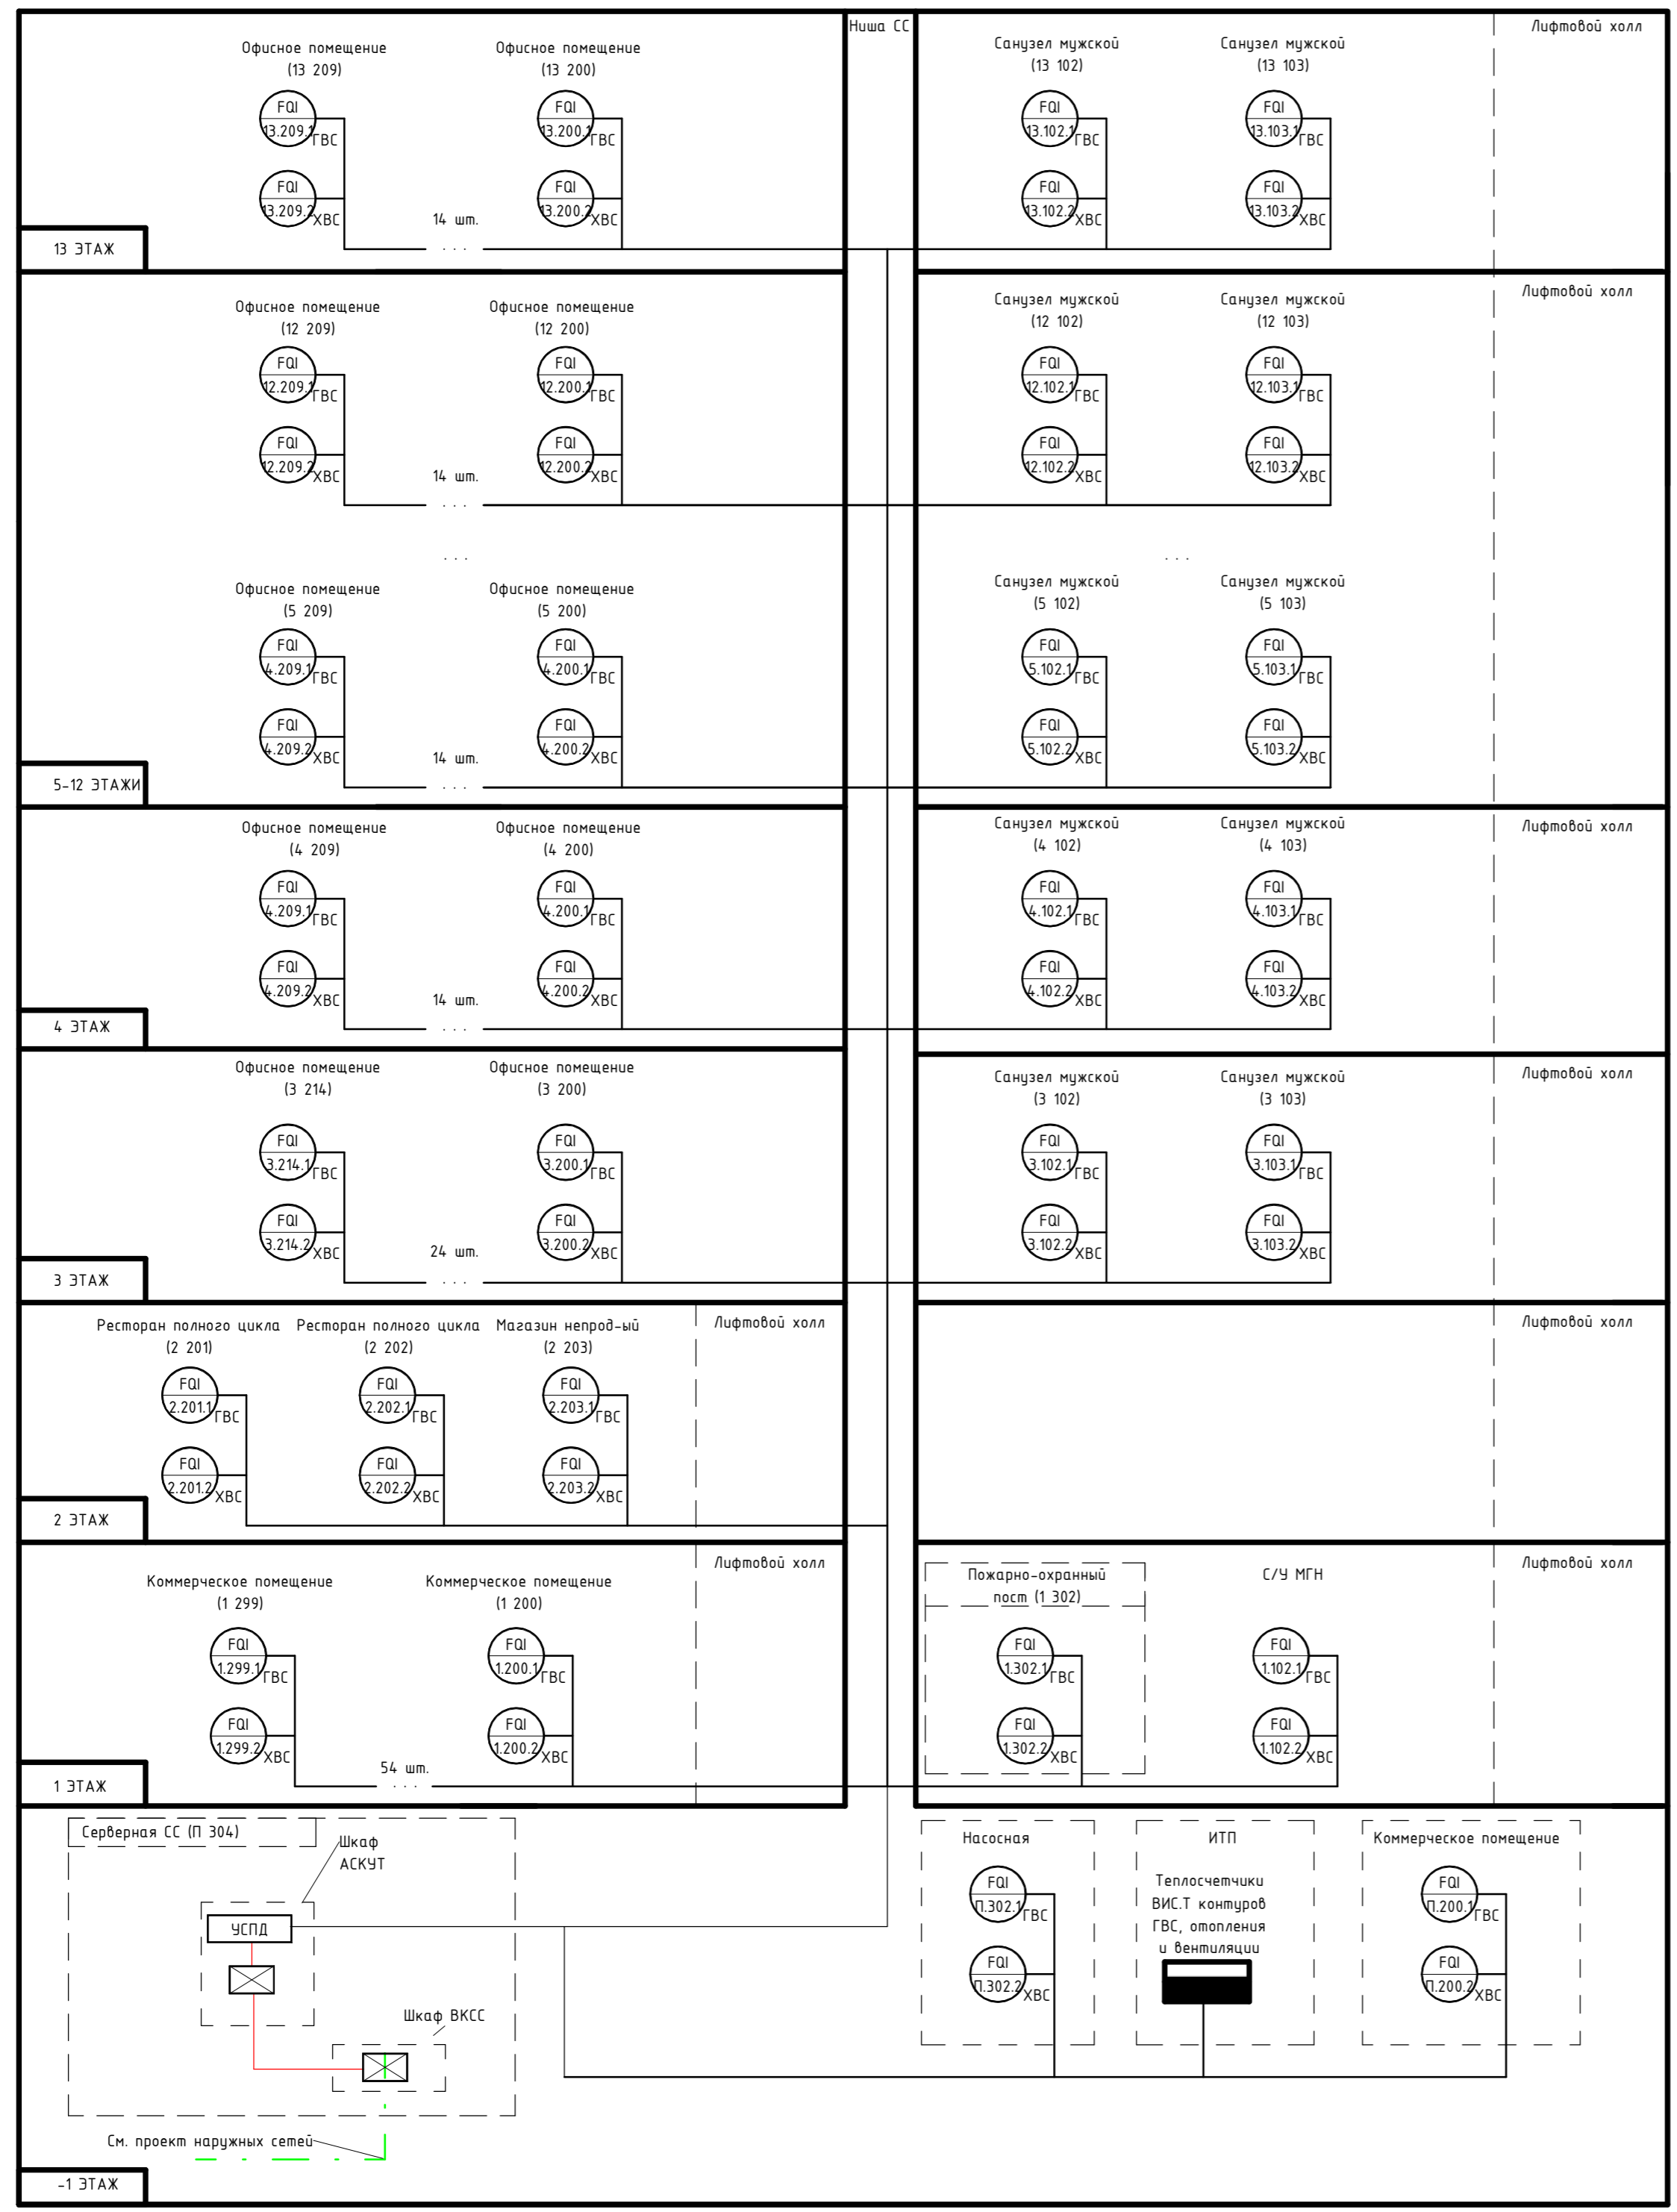 Ниша СС
Лифтовой холл
Офисное помещение
(13 209)
Офисное помещение
(13 200)
Санузел мужской
(13 102)
Санузел мужской
(13 103)
FQI
13.209.1
ГВС
FQI
13.200.1
ГВС
FQI
13.102.1
ГВС
FQI
13.103.1
ГВС
FQI
13.209.2
ХВС
14 шт.
. . .
FQI
13.200.2
ХВС
FQI
13.102.2
ХВС
FQI
13.103.2
ХВС
13 ЭТАЖ
Лифтовой холл
Офисное помещение
(12 209)
Офисное помещение
(12 200)
Санузел мужской
(12 102)
Санузел мужской
(12 103)
FQI
12.209.1
ГВС
FQI
12.200.1
ГВС
FQI
12.102.1
ГВС
FQI
12.103.1
ГВС
FQI
12.209.2
ХВС
14 шт.
. . .
FQI
12.200.2
ХВС
FQI
12.102.2
ХВС
FQI
12.103.2
ХВС
. . .
. . .
Офисное помещение
(5 209)
Офисное помещение
(5 200)
Санузел мужской
(5 102)
Санузел мужской
(5 103)
FQI
4.209.1
ГВС
FQI
4.200.1
ГВС
FQI
5.102.1
ГВС
FQI
5.103.1
ГВС
FQI
4.209.2
ХВС
14 шт.
. . .
FQI
4.200.2
ХВС
FQI
5.102.2
ХВС
FQI
5.103.2
ХВС
5-12 ЭТАЖИ
Лифтовой холл
Офисное помещение
(4 209)
Офисное помещение
(4 200)
Санузел мужской
(4 102)
Санузел мужской
(4 103)
FQI
4.209.1
ГВС
FQI
4.200.1
ГВС
FQI
4.102.1
ГВС
FQI
4.103.1
ГВС
FQI
4.209.2
ХВС
14 шт.
. . .
FQI
4.200.2
ХВС
FQI
4.102.2
ХВС
FQI
4.103.2
ХВС
4 ЭТАЖ
Лифтовой холл
Офисное помещение
(3 214)
Офисное помещение
(3 200)
Санузел мужской
(3 102)
Санузел мужской
(3 103)
FQI
3.214.1
ГВС
FQI
3.200.1
ГВС
FQI
3.102.1
ГВС
FQI
3.103.1
ГВС
FQI
3.214.2
ХВС
24 шт.
. . .
FQI
3.200.2
ХВС
FQI
3.102.2
ХВС
FQI
3.103.2
ХВС
3 ЭТАЖ
Ресторан полного цикла
(2 201)
Ресторан полного цикла
(2 202)
Магазин непрод-ый
(2 203)
Лифтовой холл
Лифтовой холл
FQI
2.201.1
ГВС
FQI
2.202.1
ГВС
FQI
2.203.1
ГВС
FQI
2.201.2
ХВС
FQI
2.202.2
ХВС
FQI
2.203.2
ХВС
2 ЭТАЖ
Лифтовой холл
Лифтовой холл
Коммерческое помещение
(1 299)
Коммерческое помещение
(1 200)
Пожарно-охранный
пост (1 302)
С/У МГН
FQI
1.299.1
ГВС
FQI
1.200.1
ГВС
FQI
1.302.1
ГВС
FQI
1.102.1
ГВС
FQI
1.299.2
ХВС
54 шт.
. . .
FQI
1.200.2
ХВС
FQI
1.302.2
ХВС
FQI
1.102.2
ХВС
1 ЭТАЖ
Серверная СС (П 304)
Шкаф
АСКУТ
УСПД
Шкаф ВКСС
См. проект наружных сетей
Насосная
FQI
П.302.1
ГВС
FQI
П.302.2
ХВС
ИТП
Теплосчетчики
ВИС.Т контуров
ГВС, отопления
и вентиляции
Коммерческое помещение
FQI
П.200.1
ГВС
FQI
П.200.2
ХВС
-1 ЭТАЖ